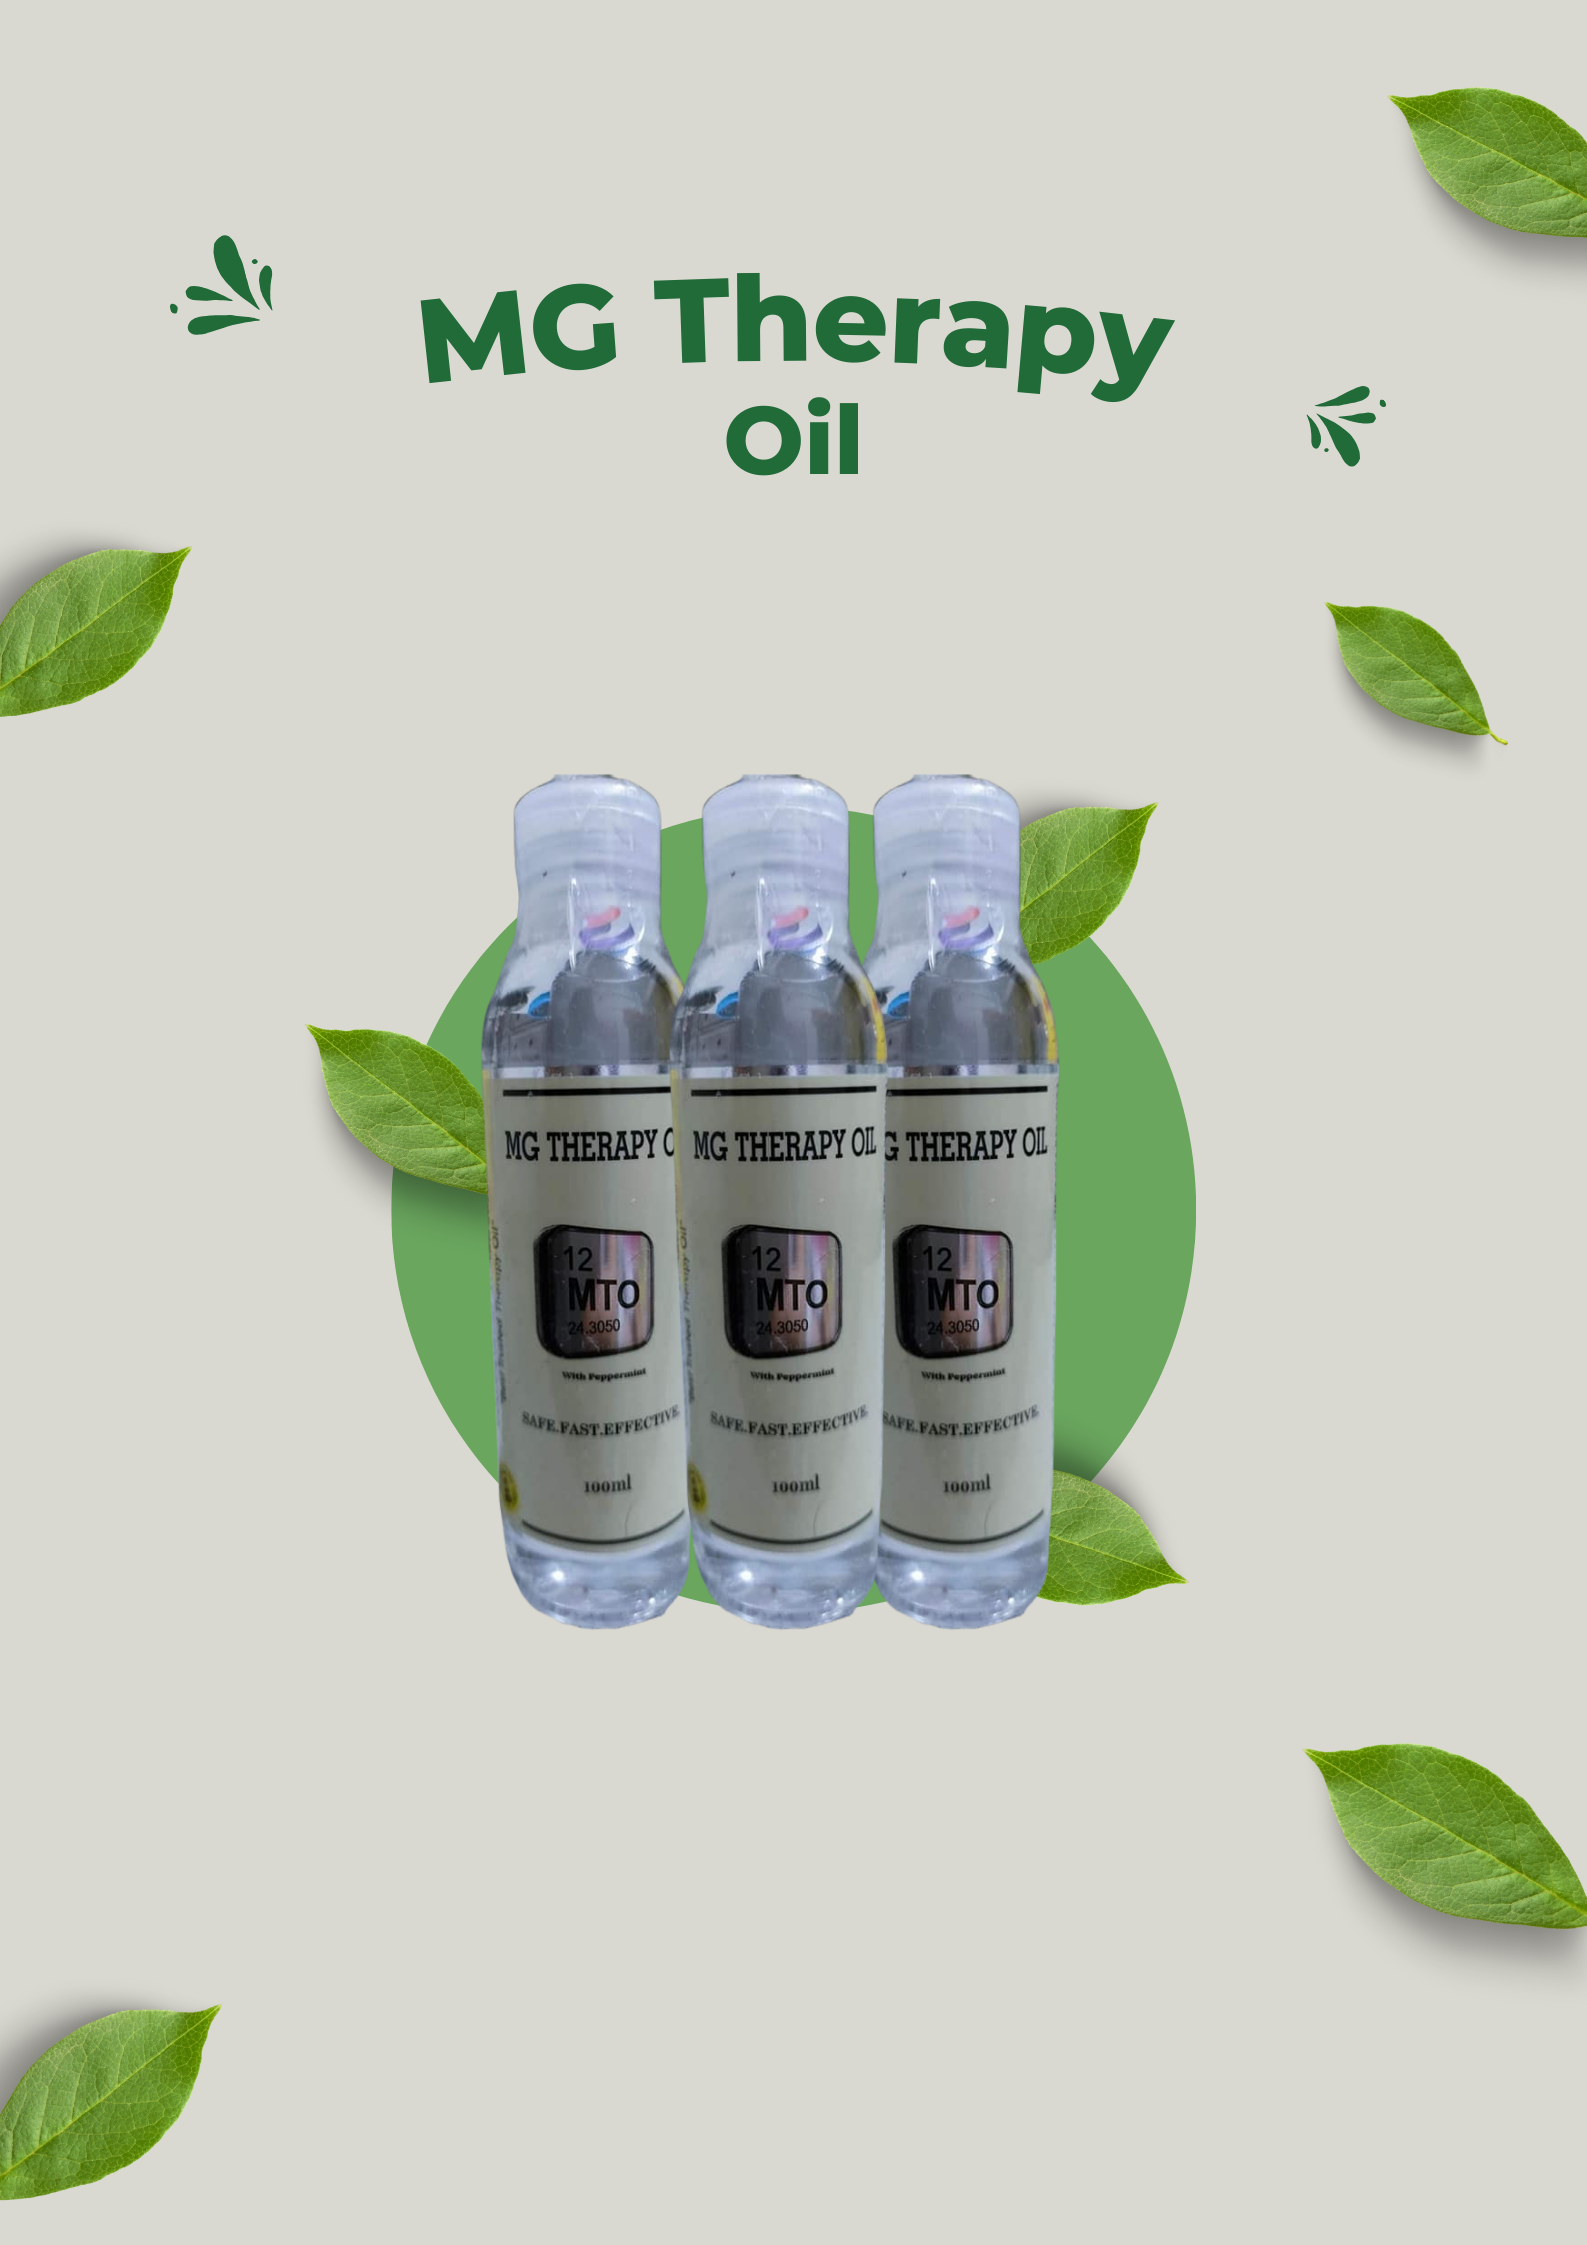 MG Therapy
Oil
MG THERAPY O
12
MTO
24.3050
With Peppermint
SAFE.FAST.EFFECTIVE.
100ml
MG THERAPY OIL
12
MTO
24.3050
With Peppermint
SAFE.FAST.EFFECTIVE.
100ml
G THERAPY OIL
12
MTO
24.3050
With Peppermint
SAFE.FAST.EFFECTIVE.
100ml